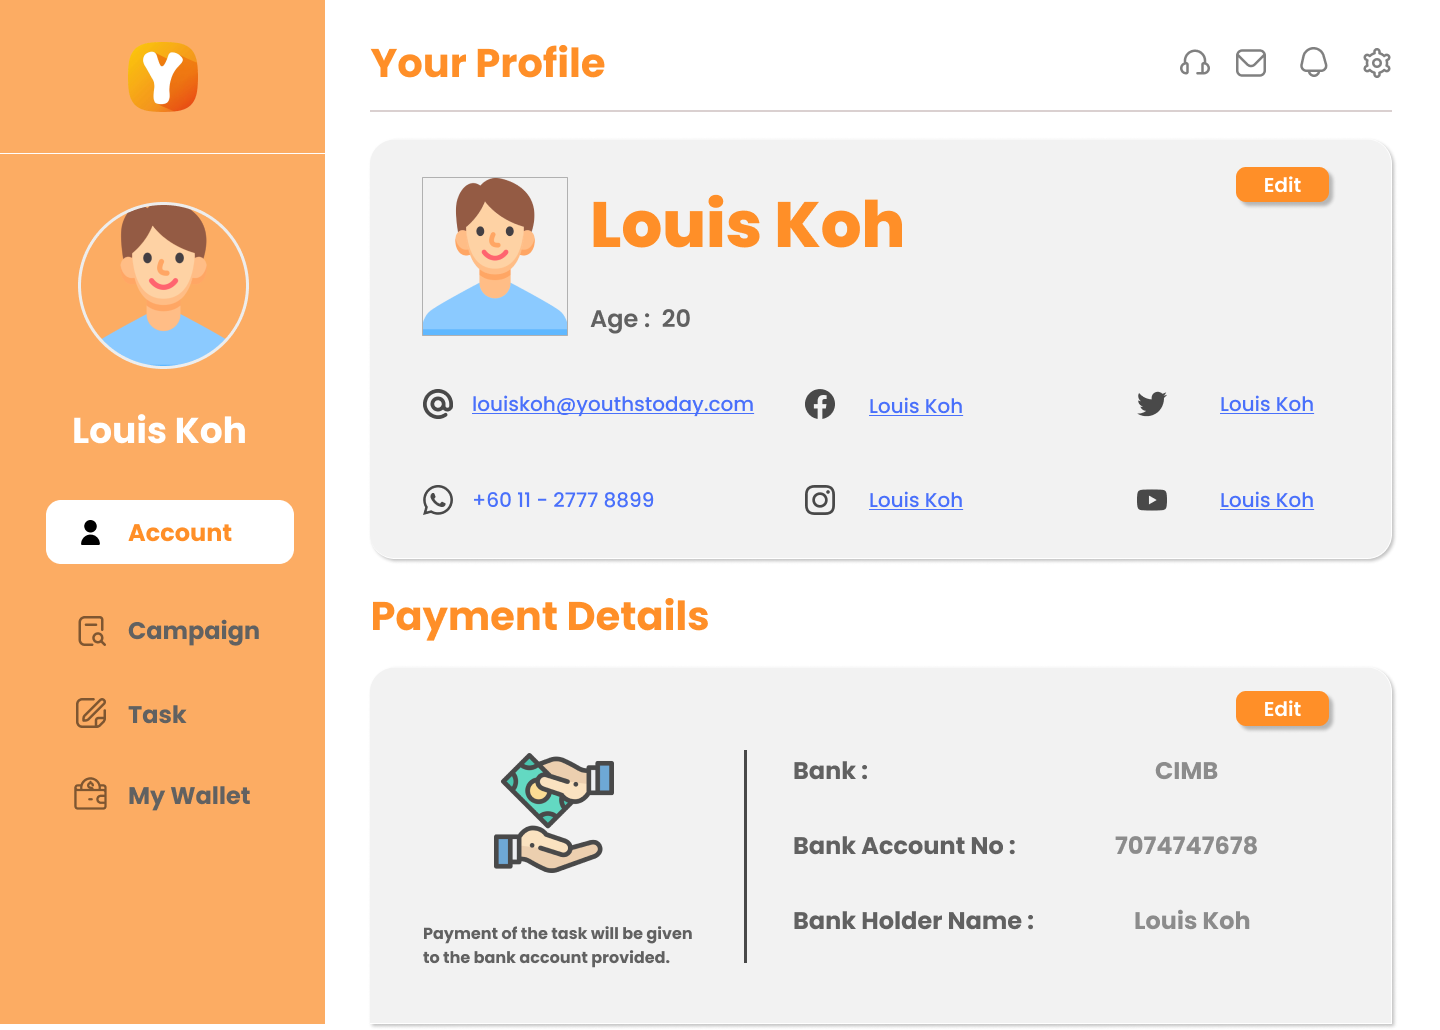 Y
Louis Koh
Account
Campaign
Task
My Wallet
Your Profile
Edit
Louis Koh
Age : 20
louiskoh@youthstoday.com
Louis Koh
Louis Koh
+60 11 - 2777 8899
Louis Koh
Louis Koh
Payment Details
Edit
Payment of the task will be given
to the bank account provided.
Bank : CIMB
Bank Account No : 7074747678
Bank Holder Name : Louis Koh